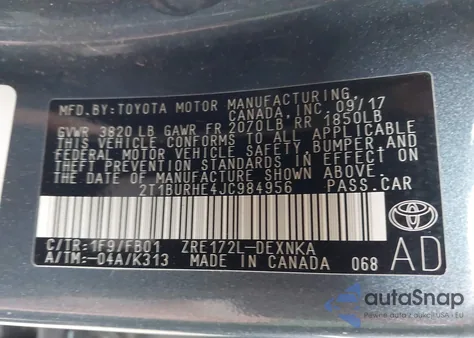 MFD.BY:TOYOTA MOTOR MANUFACTURING,
CANADA, INC. 09/17
GVWR 3820 LB GAWR FR 2070LB, RR 1850LB
THIS VEHICLE CONFORMS TO ALL APPLICABLE
FEDERAL MOTOR VEHICLE SAFETY, BUMPER, AND
THEFT PREVENTION STANDARDS IN EFFECT ON
THE DATE OF MANUFACTURE SHOWN ABOVE.
2T1BURHE4JC984956 PASS.CAR
C/TR:1F9/FB01 ZRE172L-DEXNKA
A/TM:-04A/K313 MADE IN CANADA 068
AD
autoSnap